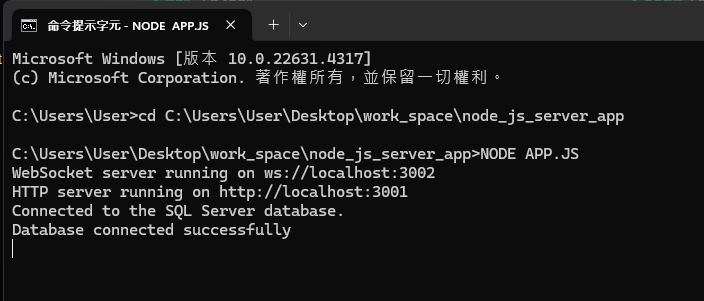 命令提示字元 - NODE APP.JS
Microsoft Windows [版本 10.0.22631.4317]
(c) Microsoft Corporation. 著作權所有，並保留一切權利。
C:\Users\User>cd C:\Users\User\Desktop\work_space\node_js_server_app
C:\Users\User\Desktop\work_space\node_js_server_app>NODE APP.JS
WebSocket server running on ws://localhost:3002
HTTP server running on http://localhost:3001
Connected to the SQL Server database.
Database connected successfully